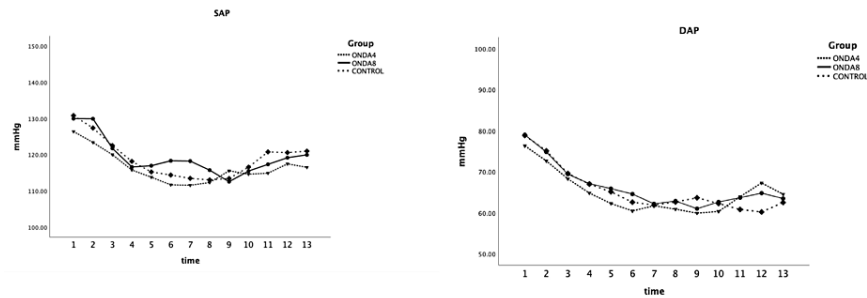 SAP
150.00
140.00
130.00
120.00
110.00
100.00
mmHg
1 2 3 4 5 6 7 8 9 10 11 12 13
time
Group
ONDA4
ONDA8
CONTROL
DAP
100.00
90.00
80.00
70.00
60.00
50.00
mmHg
1 2 3 4 5 6 7 8 9 10 11 12 13
time
Group
ONDA4
ONDA8
CONTROL